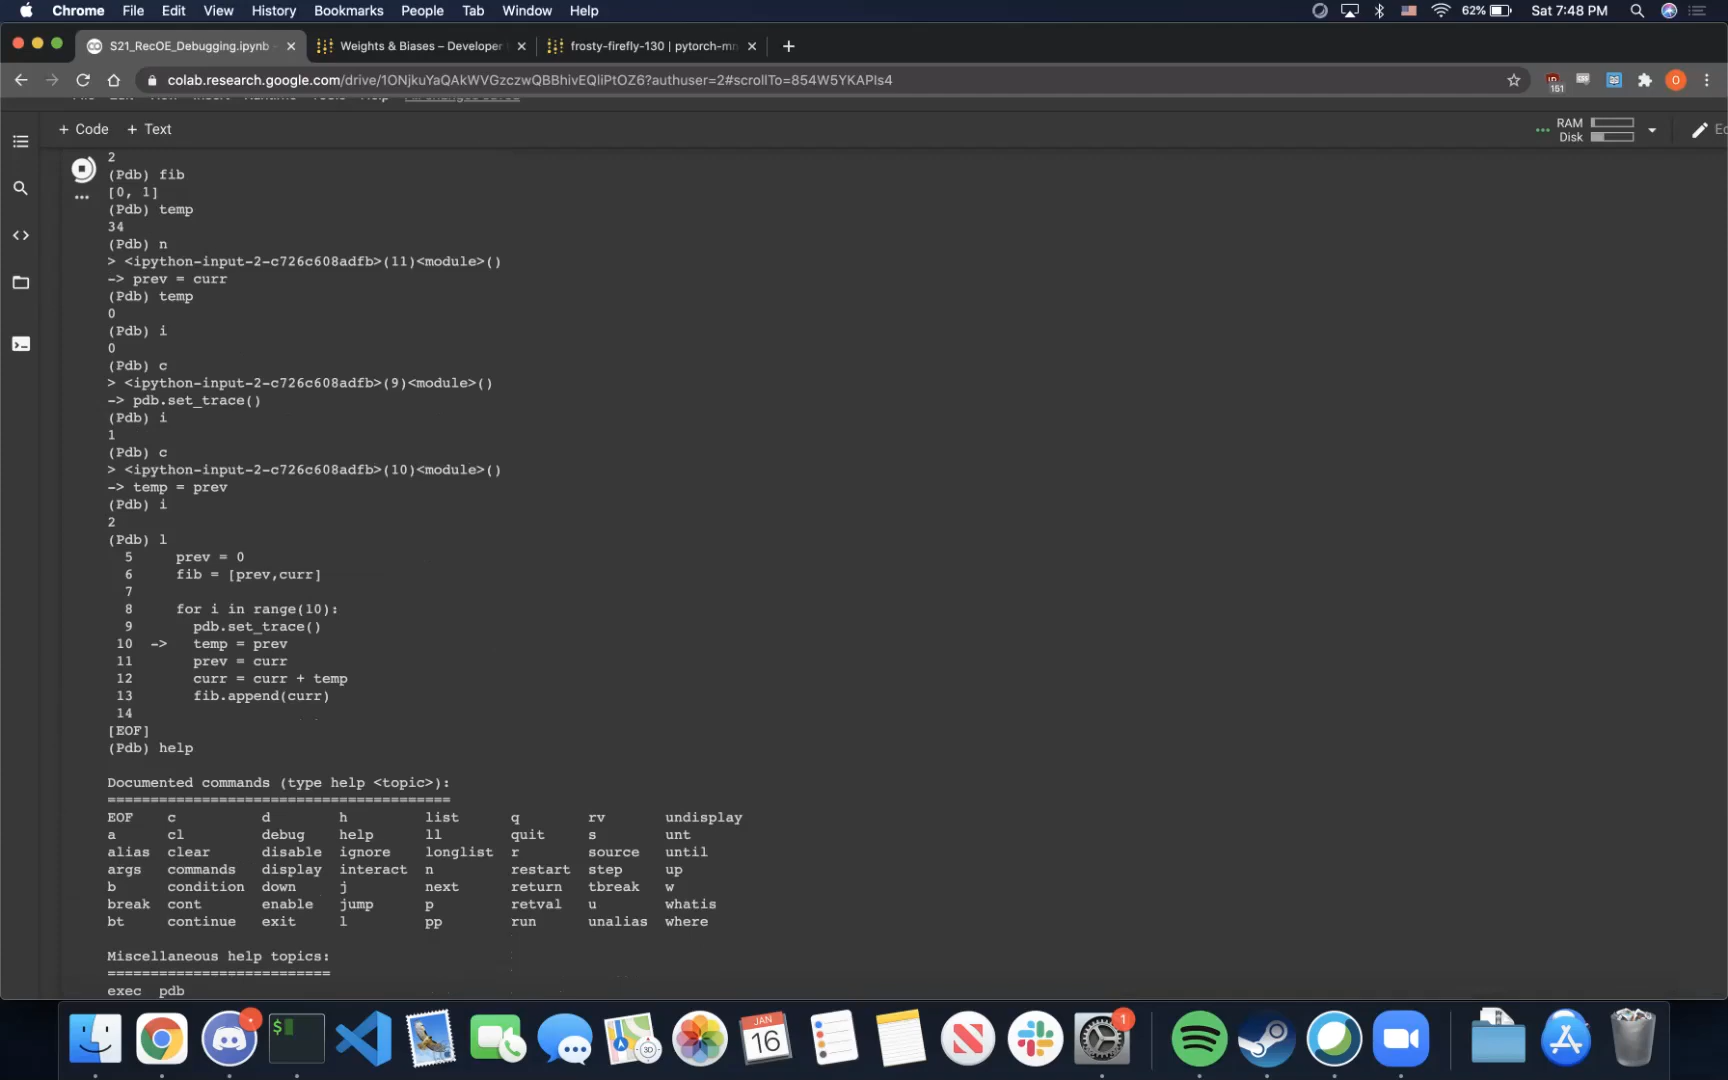 Chrome File Edit View History Bookmarks People Tab Window Help 62% Sat 7:48 PM
S21_RecOE_Debugging.ipynb Weights & Biases – Developer frosty-firefly-130 | pytorch-mn
colab.research.google.com/drive/1ONjkuYaQAkWVGzczwQBBhivEQliPtOZ6?authuser=2#scrollTo=854W5YKAPls4 151 O
+ Code + Text RAM
Disk
2
(Pdb) fib
[0, 1]
(Pdb) temp
34
(Pdb) n
> <ipython-input-2-c726c608adfb>(11)<module>()
-> prev = curr
(Pdb) temp
0
(Pdb) i
0
(Pdb) c
> <ipython-input-2-c726c608adfb>(9)<module>()
-> pdb.set_trace()
(Pdb) i
1
(Pdb) c
> <ipython-input-2-c726c608adfb>(10)<module>()
-> temp = prev
(Pdb) i
2
(Pdb) l
5 prev = 0
6 fib = [prev,curr]
7
8 for i in range(10):
9 pdb.set_trace()
10 -> temp = prev
11 prev = curr
12 curr = curr + temp
13 fib.append(curr)
14
[EOF]
(Pdb) help
Documented commands (type help <topic>):
========================================
EOF c d h list q rv undisplay
a cl debug help ll quit s unt
alias clear disable ignore longlist r source until
args commands display interact n restart step up
b condition down j next return tbreak w
break cont enable jump p retval u whatis
bt continue exit l pp run unalias where
Miscellaneous help topics:
==========================
exec pdb
$
JAN
16
1